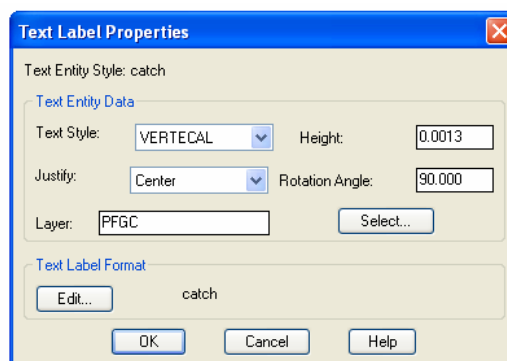 Text Label Properties
Text Entity Style: catch
Text Entity Data
Text Style: VERTECAL Height: 0.0013
Justify: Center Rotation Angle: 90.000
Layer: PFGC Select...
Text Label Format
Edit... catch
OK Cancel Help